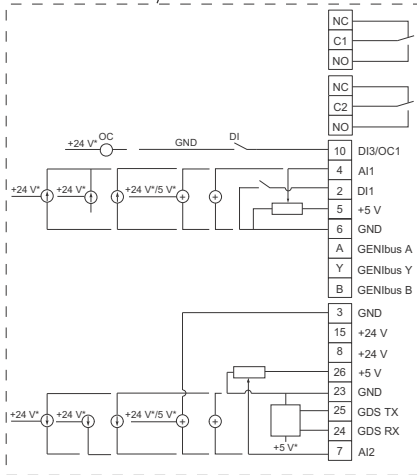 NC
C1
NO
NC
C2
NO
+24 V* OC GND DI 10 DI3/OC1
4 AI1
+24 V* +24 V* +24 V*/5 V* 2 DI1
5 +5 V
6 GND
A GENIbus A
Y GENIbus Y
B GENIbus B
3 GND
15 +24 V
8 +24 V
26 +5 V
23 GND
+24 V* +24 V* +24 V*/5 V* 25 GDS TX
24 GDS RX
+5 V* 7 AI2